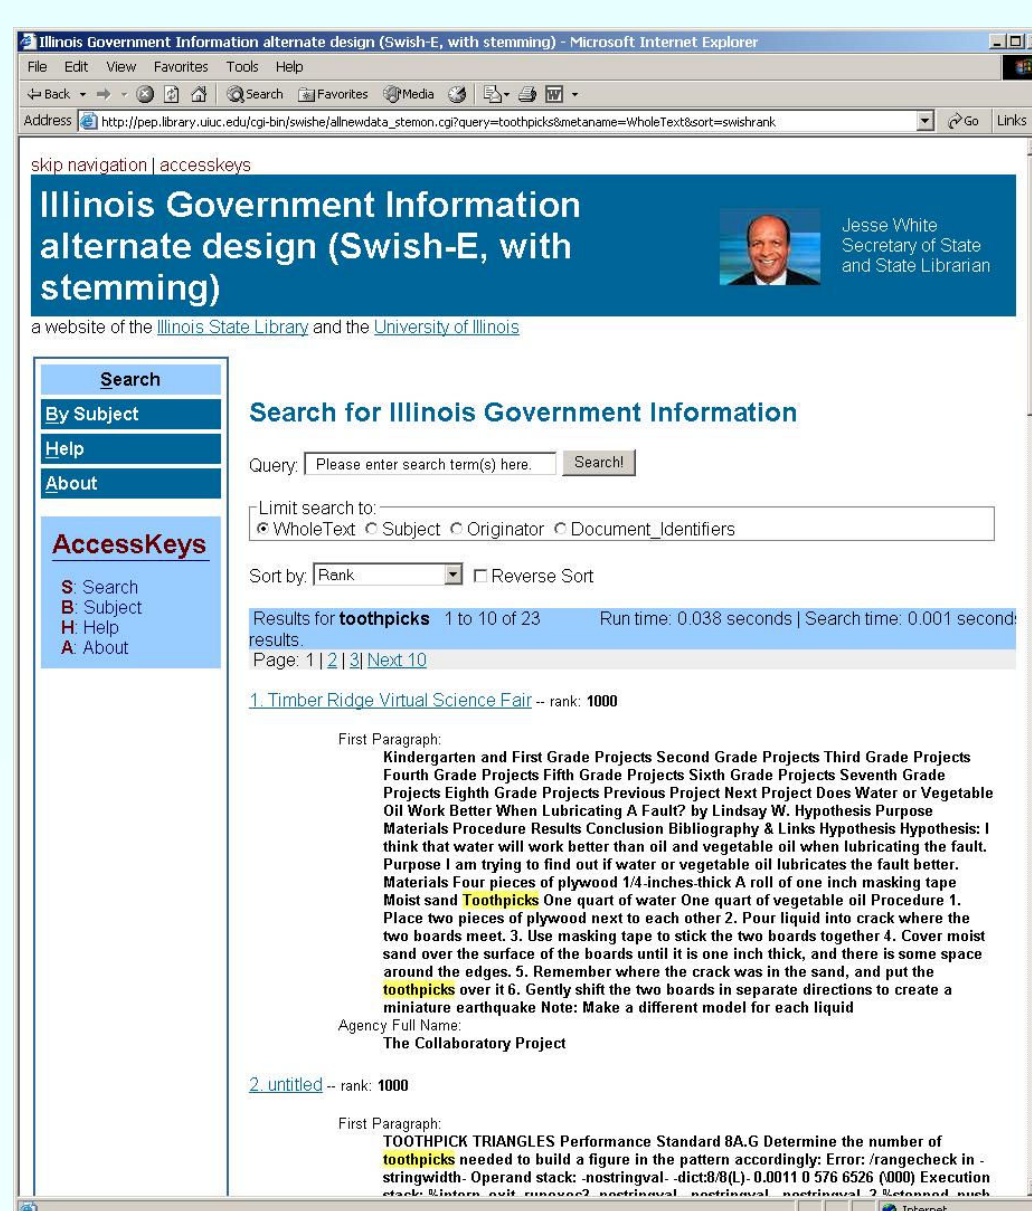 Illinois Government Information alternate design (Swish-E, with stemming) - Microsoft Internet Explorer
File Edit View Favorites Tools Help
Back Search Favorites Media
Address http://pep.library.uiuc.edu/cgi-bin/swishe/allnewdata_stemon.cgi?query=toothpicks&metaname=WholeText&sort=swishrank Go Links
skip navigation | accesskeys
Illinois Government Information
alternate design (Swish-E, with
stemming)
Jesse White
Secretary of State
and State Librarian
a website of the Illinois State Library and the University of Illinois
Search
By Subject
Help
About
AccessKeys
S: Search
B: Subject
H: Help
A: About
Search for Illinois Government Information
Query: Please enter search term(s) here. Search!
Limit search to:
WholeText Subject Originator Document_Identifiers
Sort by: Rank Reverse Sort
Results for toothpicks 1 to 10 of 23 Run time: 0.038 seconds | Search time: 0.001 second
results.
Page: 1 | 2 | 3| Next 10
1. Timber Ridge Virtual Science Fair -- rank: 1000
First Paragraph:
Kindergarten and First Grade Projects Second Grade Projects Third Grade Projects
Fourth Grade Projects Fifth Grade Projects Sixth Grade Projects Seventh Grade
Projects Eighth Grade Projects Previous Project Next Project Does Water or Vegetable
Oil Work Better When Lubricating A Fault? by Lindsay W. Hypothesis Purpose
Materials Procedure Results Conclusion Bibliography & Links Hypothesis Hypothesis: I
think that water will work better than oil and vegetable oil when lubricating the fault.
Purpose I am trying to find out if water or vegetable oil lubricates the fault better.
Materials Four pieces of plywood 1/4-inches-thick A roll of one inch masking tape
Moist sand Toothpicks One quart of water One quart of vegetable oil Procedure 1.
Place two pieces of plywood next to each other 2. Pour liquid into crack where the
two boards meet. 3. Use masking tape to stick the two boards together 4. Cover moist
sand over the surface of the boards until it is one inch thick, and there is some space
around the edges. 5. Remember where the crack was in the sand, and put the
toothpicks over it 6. Gently shift the two boards in separate directions to create a
miniature earthquake Note: Make a different model for each liquid
Agency Full Name:
The Collaboratory Project
2. untitled -- rank: 1000
First Paragraph:
TOOTHPICK TRIANGLES Performance Standard 8A.G Determine the number of
toothpicks needed to build a figure in the pattern accordingly: Error: /rangecheck in -
stringwidth- Operand stack: -nostringval- -dict:8/8(L)- 0.0011 0 576 6526 (\000) Execution
stack: %interp_exit .runexec2 -nostringval- -nostringval- -nostringval- 2 %stopped_push
Internet